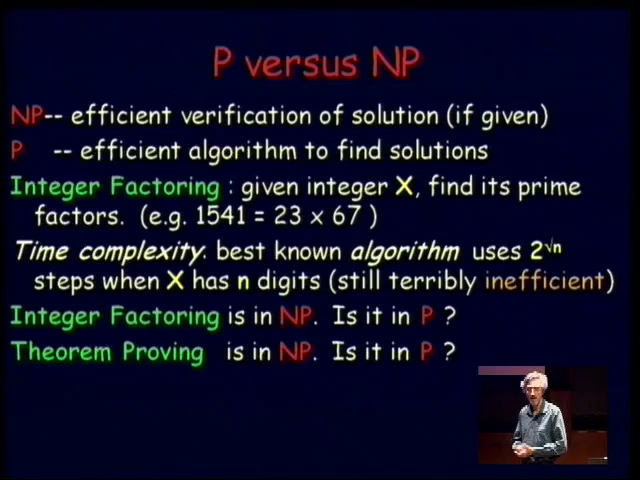 P versus NP
NP-- efficient verification of solution (if given)
P -- efficient algorithm to find solutions
Integer Factoring : given integer X, find its prime
factors. (e.g. 1541 = 23 x 67 )
Time complexity: best known algorithm uses 2^√n
steps when X has n digits (still terribly inefficient)
Integer Factoring is in NP. Is it in P ?
Theorem Proving is in NP. Is it in P ?